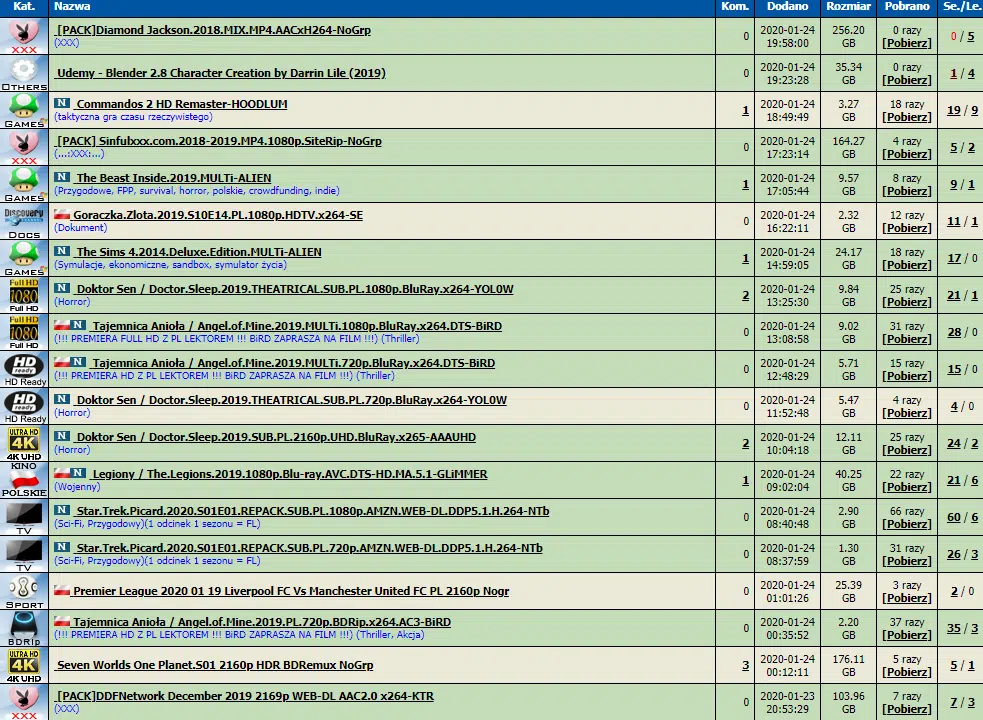 Kat. Nazwa Kom. Dodano Rozmiar Pobrano Se./Le.
XXX [PACK]Diamond Jackson.2018.MIX.MP4.AACxH264-NoGrp 0 2020-01-24 256.20 0 razy 0 / 5
(XXX) 19:58:00 GB [Pobierz]
OTHERS Udemy - Blender 2.8 Character Creation by Darrin Lile (2019) 0 2020-01-24 35.34 0 razy 1 / 4
19:23:28 GB [Pobierz]
GAMES N Commandos 2 HD Remaster-HOODLUM 1 2020-01-24 3.27 18 razy 19 / 9
(taktyczna gra czasu rzeczywistego) 18:49:49 GB [Pobierz]
XXX [PACK] Sinfulxxx.com.2018-2019.MP4.1080p.SiteRip-NoGrp 0 2020-01-24 164.27 4 razy 5 / 2
(...:XXX:...) 17:23:14 GB [Pobierz]
GAMES N The Beast Inside.2019.MULTi-ALIEN 1 2020-01-24 9.57 8 razy 9 / 1
(Przygodowe, FPP, survival, horror, polskie, crowdfunding, indie) 17:05:44 GB [Pobierz]
Discovery CHANNEL DOCS Goraczka.Zlota.2019.S10E14.PL.1080p.HDTV.x264-SE 0 2020-01-24 2.32 12 razy 11 / 1
(Dokument) 16:22:11 GB [Pobierz]
GAMES N The Sims 4.2014.Deluxe.Edition.MULTi-ALIEN 1 2020-01-24 24.17 18 razy 17 / 0
(Symulacje, ekonomiczne, sandbox, symulator życia) 14:59:05 GB [Pobierz]
Full HD 1080 Full HD N Doktor Sen / Doctor.Sleep.2019.THEATRICAL.SUB.PL.1080p.BluRay.x264-YOL0W 2 2020-01-24 9.84 25 razy 21 / 1
(Horror) 13:25:30 GB [Pobierz]
Full HD 1080 Full HD N Tajemnica Anioła / Angel.of.Mine.2019.MULTi.1080p.BluRay.x264.DTS-BiRD 0 2020-01-24 9.02 31 razy 28 / 0
(!!! PREMIERA FULL HD Z PL LEKTOREM !!! BiRD ZAPRASZA NA FILM !!!) (Thriller) 13:08:58 GB [Pobierz]
HD ready HD Ready N Tajemnica Anioła / Angel.of.Mine.2019.MULTi.720p.BluRay.x264.DTS-BiRD 0 2020-01-24 5.71 15 razy 15 / 0
(!!! PREMIERA HD Z PL LEKTOREM !!! BiRD ZAPRASZA NA FILM !!!) (Thriller) 12:48:29 GB [Pobierz]
HD ready HD Ready N Doktor Sen / Doctor.Sleep.2019.THEATRICAL.SUB.PL.720p.BluRay.x264-YOL0W 0 2020-01-24 5.47 4 razy 4 / 0
(Horror) 11:52:48 GB [Pobierz]
ULTRA HD 4K 4K UHD N Doktor Sen / Doctor.Sleep.2019.SUB.PL.2160p.UHD.BluRay.x265-AAAUHD 2 2020-01-24 12.11 25 razy 24 / 2
(Horror) 10:04:18 GB [Pobierz]
KINO POLSKIE N Legiony / The.Legions.2019.1080p.Blu-ray.AVC.DTS-HD.MA.5.1-GLiMMER 1 2020-01-24 40.25 22 razy 21 / 6
(Wojenny) 09:02:04 GB [Pobierz]
TV N Star.Trek.Picard.2020.S01E01.REPACK.SUB.PL.1080p.AMZN.WEB-DL.DDP5.1.H.264-NTb 0 2020-01-24 2.90 66 razy 60 / 6
(Sci-Fi, Przygodowy)(1 odcinek 1 sezonu = FL) 08:40:48 GB [Pobierz]
TV N Star.Trek.Picard.2020.S01E01.REPACK.SUB.PL.720p.AMZN.WEB-DL.DDP5.1.H.264-NTb 0 2020-01-24 1.30 31 razy 26 / 3
(Sci-Fi, Przygodowy)(1 odcinek 1 sezonu = FL) 08:37:59 GB [Pobierz]
SPORT Premier League 2020 01 19 Liverpool FC Vs Manchester United FC PL 2160p Nogr 0 2020-01-24 25.39 3 razy 2 / 0
01:01:26 GB [Pobierz]
BDRIP Tajemnica Anioła / Angel.of.Mine.2019.PL.720p.BDRip.x264.AC3-BiRD 0 2020-01-24 2.20 37 razy 35 / 3
(!!! PREMIERA HD Z PL LEKTOREM !!! BiRD ZAPRASZA NA FILM !!!) (Thriller, Akcja) 00:35:52 GB [Pobierz]
ULTRA HD 4K 4K UHD Seven Worlds One Planet.S01 2160p HDR BDRemux NoGrp 3 2020-01-24 176.11 5 razy 5 / 1
00:12:11 GB [Pobierz]
XXX [PACK]DDFNetwork December 2019 2169p WEB-DL AAC2.0 x264-KTR 0 2020-01-23 103.96 7 razy 7 / 3
(XXX) 20:53:29 GB [Pobierz]